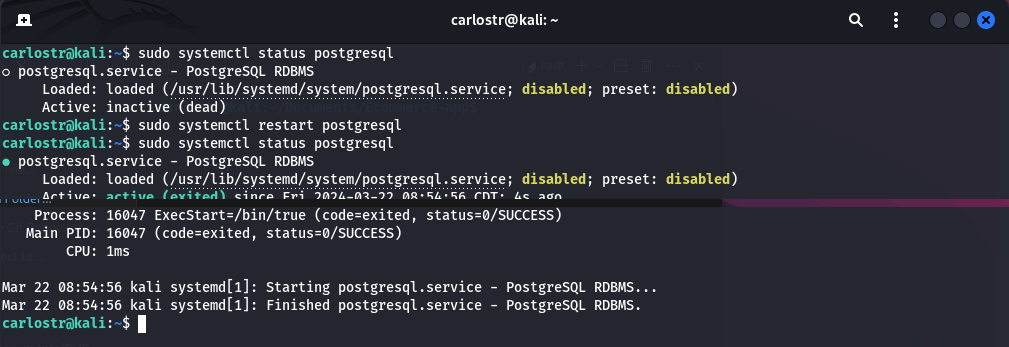 carlostr@kali: ~
carlostr@kali:~$ sudo systemctl status postgresql
○ postgresql.service - PostgreSQL RDBMS
Loaded: loaded (/usr/lib/systemd/system/postgresql.service; disabled; preset: disabled)
Active: inactive (dead)
carlostr@kali:~$ sudo systemctl restart postgresql
carlostr@kali:~$ sudo systemctl status postgresql
● postgresql.service - PostgreSQL RDBMS
Loaded: loaded (/usr/lib/systemd/system/postgresql.service; disabled; preset: disabled)
Active: active (exited) since Fri 2024-03-22 08:54:56 CDT; 4s ago
Folder...
Process: 16047 ExecStart=/bin/true (code=exited, status=0/SUCCESS)
Main PID: 16047 (code=exited, status=0/SUCCESS)
CPU: 1ms
Mar 22 08:54:56 kali systemd[1]: Starting postgresql.service - PostgreSQL RDBMS...
Mar 22 08:54:56 kali systemd[1]: Finished postgresql.service - PostgreSQL RDBMS.
carlostr@kali:~$